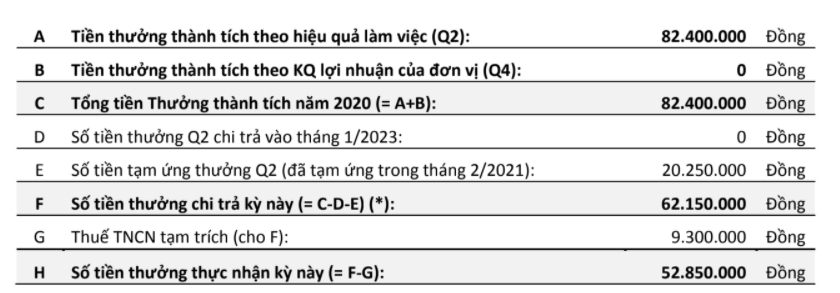 A Tiền thưởng thành tích theo hiệu quả làm việc (Q2): 82.400.000 Đồng
B Tiền thưởng thành tích theo KQ lợi nhuận của đơn vị (Q4): 0 Đồng
C Tổng tiền Thưởng thành tích năm 2020 (= A+B): 82.400.000 Đồng
D Số tiền thưởng Q2 chi trả vào tháng 1/2023: 0 Đồng
E Số tiền tạm ứng thưởng Q2 (đã tạm ứng trong tháng 2/2021): 20.250.000 Đồng
F Số tiền thưởng chi trả kỳ này (= C-D-E) (*): 62.150.000 Đồng
G Thuế TNCN tạm trích (cho F): 9.300.000 Đồng
H Số tiền thưởng thực nhận kỳ này (= F-G): 52.850.000 Đồng